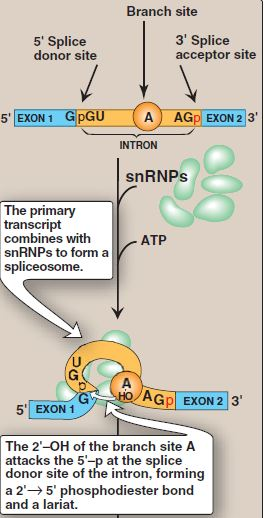 Branch site
5' Splice
donor site
3' Splice
acceptor site
5' EXON 1 GpGU A AGp EXON 2 3'
INTRON
snRNPs
ATP
The primary
transcript
combines with
snRNPs to form a
spliceosome.
U
G
p
G
A
HO
AGp EXON 2 3'
5' EXON 1
The 2'–OH of the branch site A
attacks the 5'–p at the splice
donor site of the intron, forming
a 2'→ 5' phosphodiester bond
and a lariat.